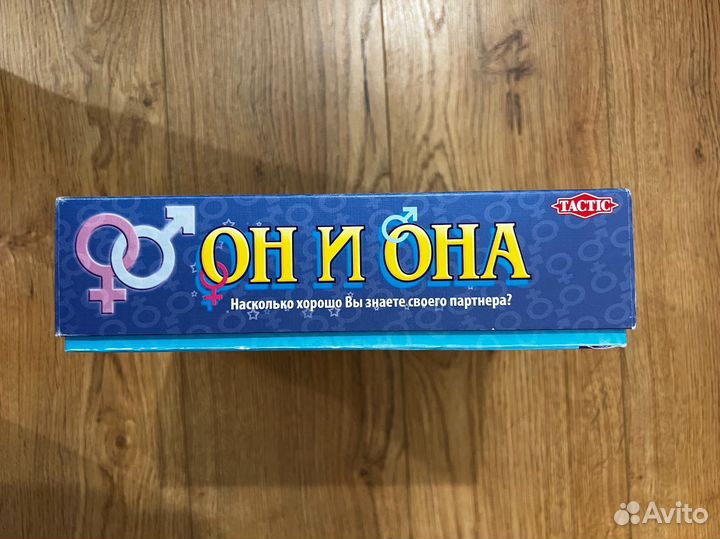 TACTIC
ОН И ОНА
Насколько хорошо Вы знаете своего партнера?
Avito